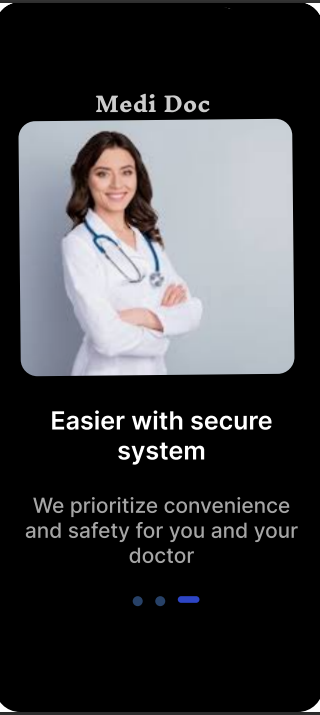 Medi Doc
Easier with secure
system
We prioritize convenience
and safety for you and your
doctor